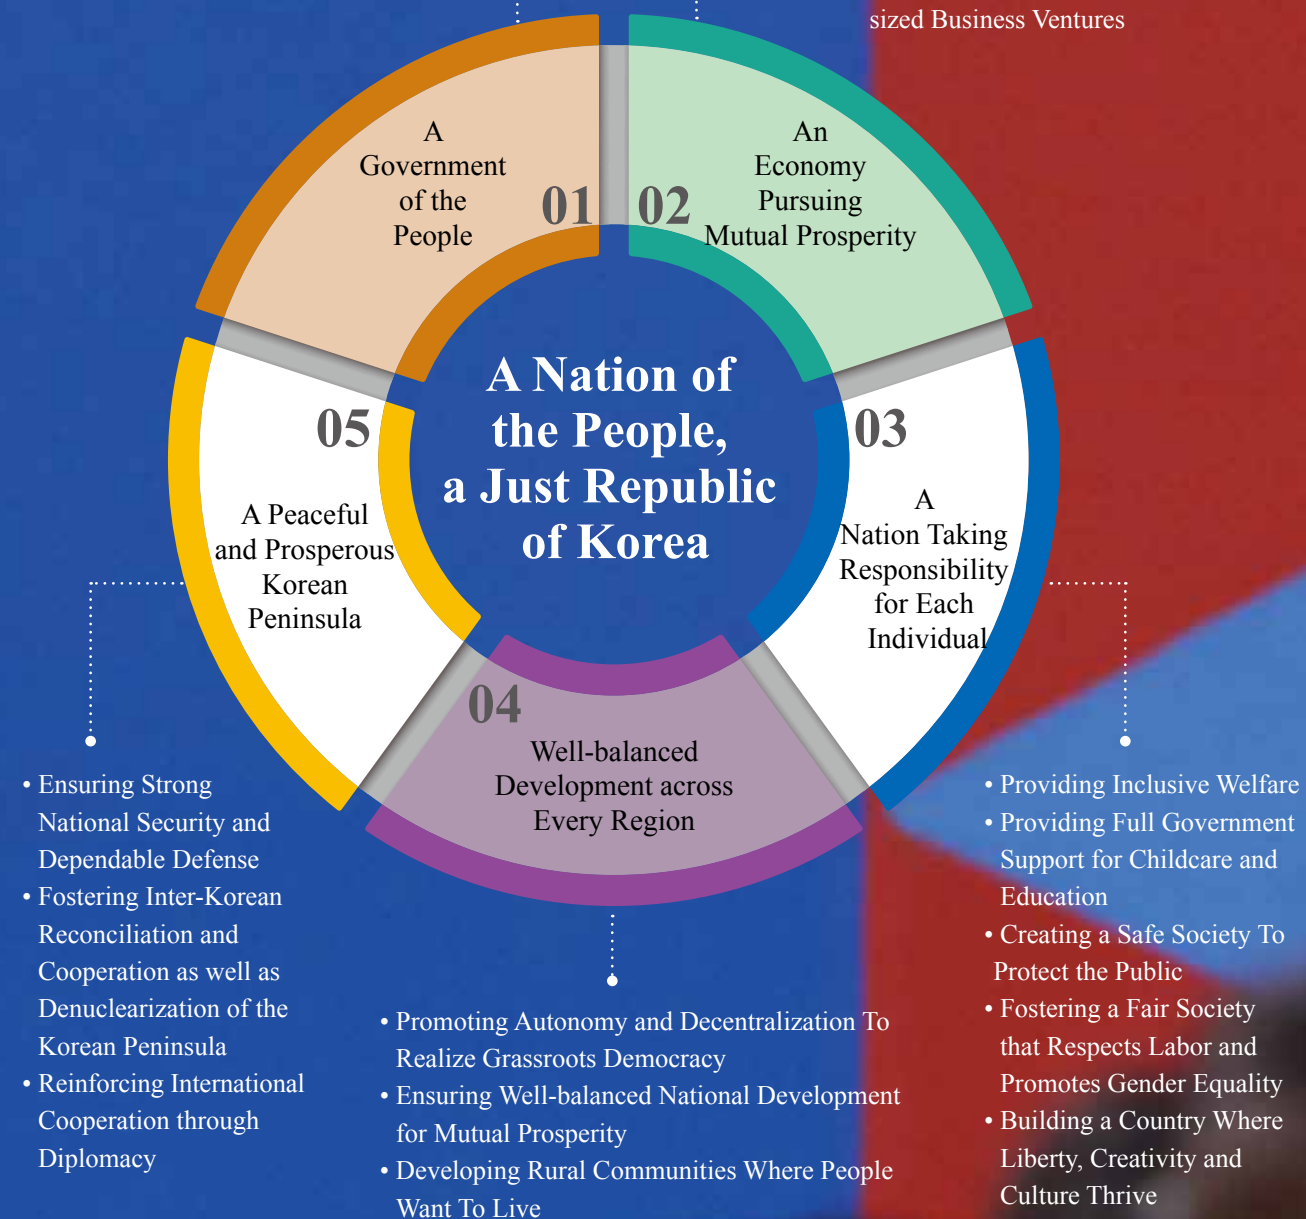 sized Business Ventures
A
Government
of the
People
01
02
An
Economy
Pursuing
Mutual Prosperity
A Nation of
the People,
a Just Republic
of Korea
03
A
Nation Taking
Responsibility
for Each
Individual
04
Well-balanced
Development across
Every Region
05
A Peaceful
and Prosperous
Korean
Peninsula
• Ensuring Strong
National Security and
Dependable Defense
• Fostering Inter-Korean
Reconciliation and
Cooperation as well as
Denuclearization of the
Korean Peninsula
• Reinforcing International
Cooperation through
Diplomacy
• Promoting Autonomy and Decentralization To
Realize Grassroots Democracy
• Ensuring Well-balanced National Development
for Mutual Prosperity
• Developing Rural Communities Where People
Want To Live
• Providing Inclusive Welfare
• Providing Full Government
Support for Childcare and
Education
• Creating a Safe Society To
Protect the Public
• Fostering a Fair Society
that Respects Labor and
Promotes Gender Equality
• Building a Country Where
Liberty, Creativity and
Culture Thrive